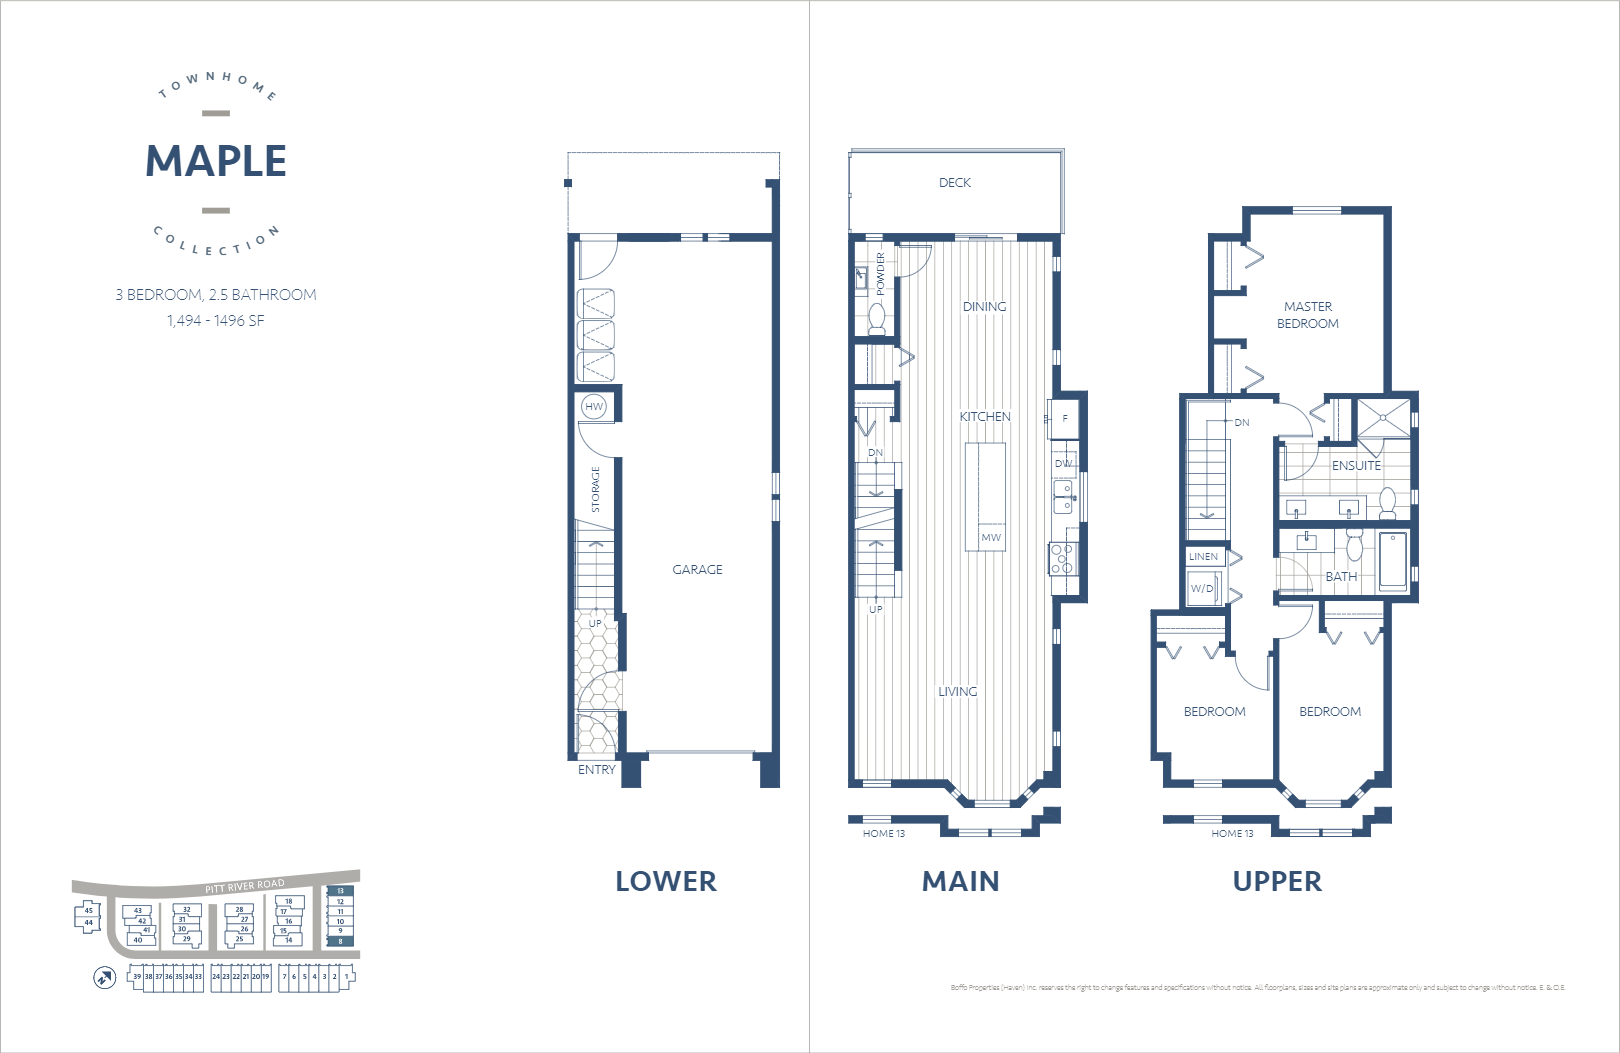 TOWNHOME
MAPLE
COLLECTION
3 BEDROOM, 2.5 BATHROOM
1,494 - 1496 SF
HW
STORAGE
GARAGE
UP
ENTRY
LOWER
DECK
POWDER
DINING
KITCHEN
F
DN
DW
MW
UP
LIVING
HOME 13
MAIN
MASTER
BEDROOM
DN
ENSUITE
LINEN
W/D
BATH
BEDROOM
BEDROOM
HOME 13
UPPER
PITT RIVER ROAD
45
44
43
42
41
40
32
31
30
29
28
27
26
25
18
17
16
15
14
13
12
11
10
9
8
39 38 37 36 35 34 33
24 23 22 21 20 19
7 6 5 4 3 2 1
N
Boffo Properties (Haven) Inc. reserves the right to change features and specifications without notice. All floorplans, sizes and site plans are approximate only and subject to change without notice. E. & O.E.